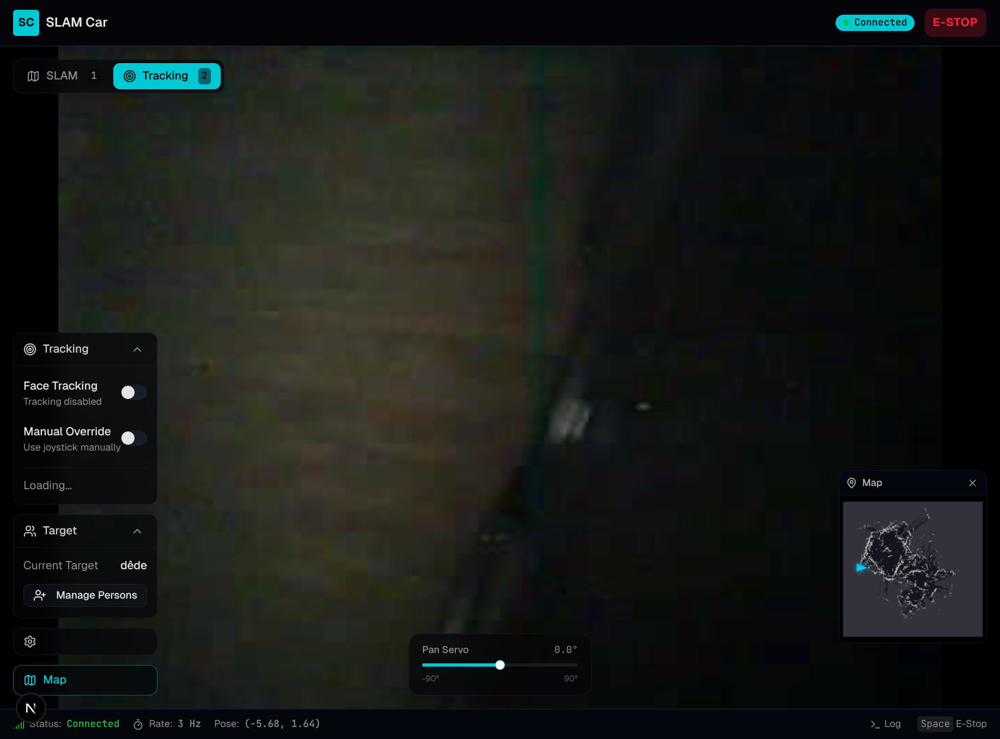 SC SLAM Car
Connected
E-STOP
SLAM 1
Tracking 2
Tracking
Face Tracking
Tracking disabled
Manual Override
Use joystick manually
Loading...
Target
Current Target dêde
Manage Persons
Map
Map
Pan Servo 0.0°
-90° 90°
N
Status: Connected Rate: 3 Hz Pose: (-5.68, 1.64)
Log Space E-Stop